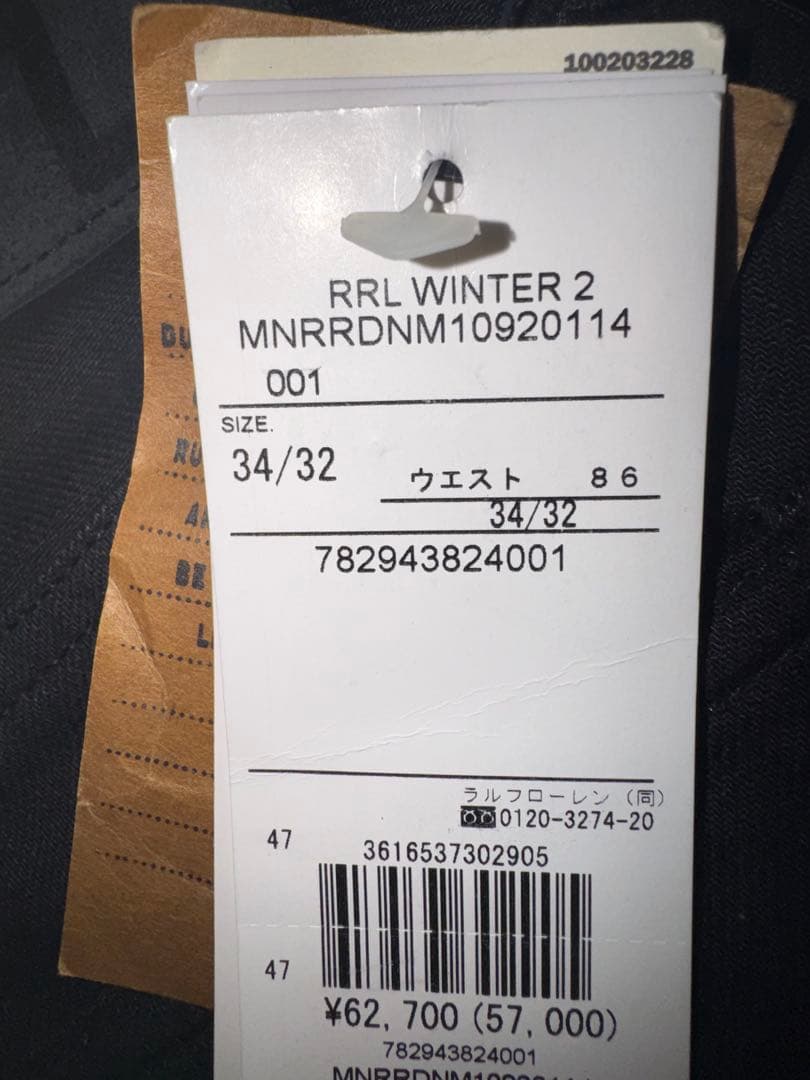 100203228
RRL WINTER 2
MNRRDNM10920114
001
SIZE.
34/32
ウエスト 86
34/32
782943824001
ラルフローレン（同）
0120-3274-20
47
3616537302905
47
¥62,700 (57,000)
782943824001